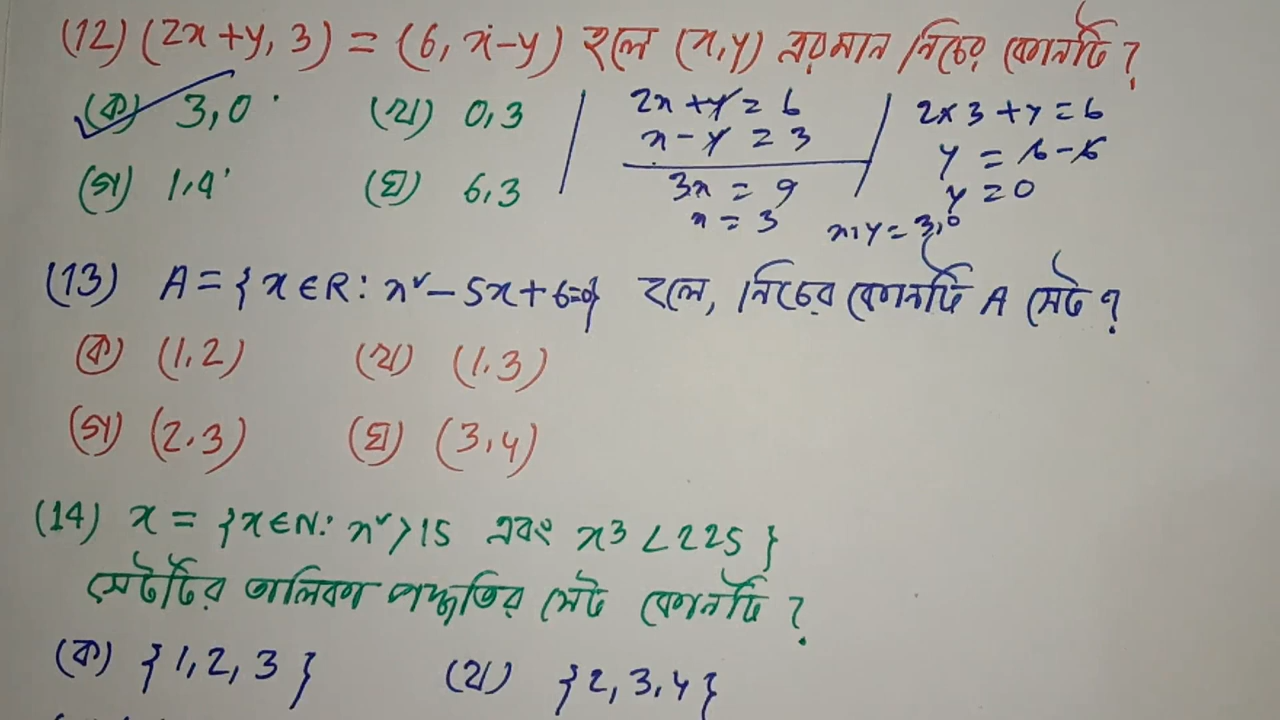 (12) (2x+y, 3) = (6, x-y) হলে (x,y) এরমান নিচের কোনটি ?
(ক) 3,0 (খ) 0,3
(গ) 1,4 (ঘ) 6,3
2x + y = 6
x - y = 3
3x = 9
x = 3
2×3+y=6
y = 6-6
y = 0
x,y = 3,0
(13) A = {x ∈ R : x² - 5x + 6=0} হলে, নিচের কোনটি A সেট ?
(ক) (1,2) (খ) (1,3)
(গ) (2,3) (ঘ) (3,4)
(14) x = {x ∈ N : x² > 15 এবং x³ < 225}
সেটটির তালিকা পদ্ধতির সেট কোনটি ?
(ক) {1, 2, 3} (খ) {2, 3, 4}